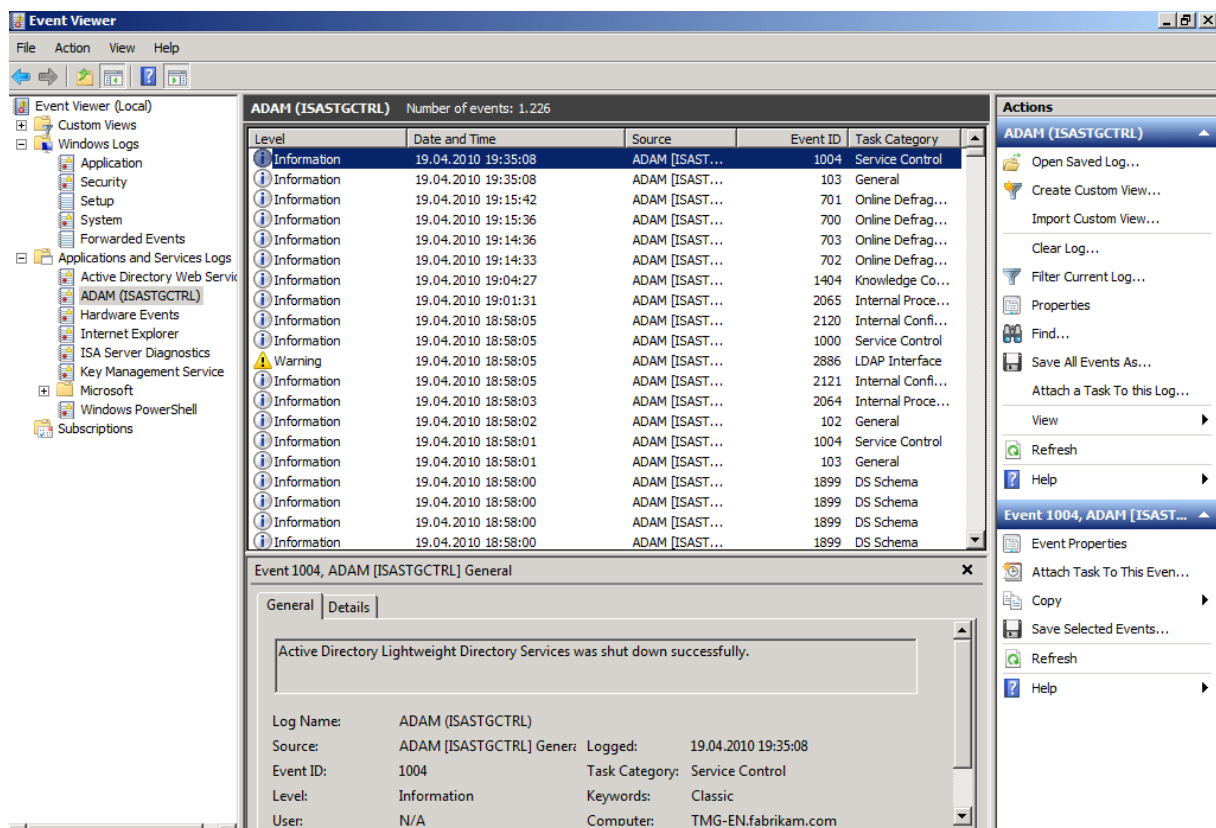 Event Viewer
File Action View Help
Event Viewer (Local)
Custom Views
Windows Logs
Application
Security
Setup
System
Forwarded Events
Applications and Services Logs
Active Directory Web Servic
ADAM (ISASTGCTRL)
Hardware Events
Internet Explorer
ISA Server Diagnostics
Key Management Service
Microsoft
Windows PowerShell
Subscriptions
ADAM (ISASTGCTRL) Number of events: 1.226
Level Date and Time Source Event ID Task Category
Information 19.04.2010 19:35:08 ADAM [ISAST... 1004 Service Control
Information 19.04.2010 19:35:08 ADAM [ISAST... 103 General
Information 19.04.2010 19:15:42 ADAM [ISAST... 701 Online Defrag...
Information 19.04.2010 19:15:36 ADAM [ISAST... 700 Online Defrag...
Information 19.04.2010 19:14:36 ADAM [ISAST... 703 Online Defrag...
Information 19.04.2010 19:14:33 ADAM [ISAST... 702 Online Defrag...
Information 19.04.2010 19:04:27 ADAM [ISAST... 1404 Knowledge Co...
Information 19.04.2010 19:01:31 ADAM [ISAST... 2065 Internal Proce...
Information 19.04.2010 18:58:05 ADAM [ISAST... 2120 Internal Confi...
Information 19.04.2010 18:58:05 ADAM [ISAST... 1000 Service Control
Warning 19.04.2010 18:58:05 ADAM [ISAST... 2886 LDAP Interface
Information 19.04.2010 18:58:05 ADAM [ISAST... 2121 Internal Confi...
Information 19.04.2010 18:58:03 ADAM [ISAST... 2064 Internal Proce...
Information 19.04.2010 18:58:02 ADAM [ISAST... 102 General
Information 19.04.2010 18:58:01 ADAM [ISAST... 1004 Service Control
Information 19.04.2010 18:58:01 ADAM [ISAST... 103 General
Information 19.04.2010 18:58:00 ADAM [ISAST... 1899 DS Schema
Information 19.04.2010 18:58:00 ADAM [ISAST... 1899 DS Schema
Information 19.04.2010 18:58:00 ADAM [ISAST... 1899 DS Schema
Information 19.04.2010 18:58:00 ADAM [ISAST... 1899 DS Schema
Event 1004, ADAM [ISASTGCTRL] General
General Details
Active Directory Lightweight Directory Services was shut down successfully.
Log Name: ADAM (ISASTGCTRL)
Source: ADAM [ISASTGCTRL] Genera Logged: 19.04.2010 19:35:08
Event ID: 1004 Task Category: Service Control
Level: Information Keywords: Classic
User: N/A Computer: TMG-EN.fabrikam.com
Actions
ADAM (ISASTGCTRL)
Open Saved Log...
Create Custom View...
Import Custom View...
Clear Log...
Filter Current Log...
Properties
Find...
Save All Events As...
Attach a Task To this Log...
View
Refresh
Help
Event 1004, ADAM [ISAST...
Event Properties
Attach Task To This Even...
Copy
Save Selected Events...
Refresh
Help